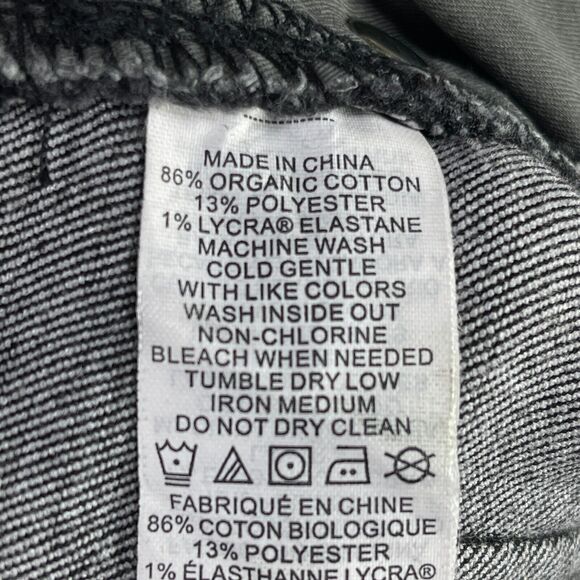 MADE IN CHINA
86% ORGANIC COTTON
13% POLYESTER
1% LYCRA® ELASTANE
MACHINE WASH
COLD GENTLE
WITH LIKE COLORS
WASH INSIDE OUT
NON-CHLORINE
BLEACH WHEN NEEDED
TUMBLE DRY LOW
IRON MEDIUM
DO NOT DRY CLEAN
FABRIQUÉ EN CHINE
86% COTON BIOLOGIQUE
13% POLYESTER
1% ÉLASTHANNE LYCRA®